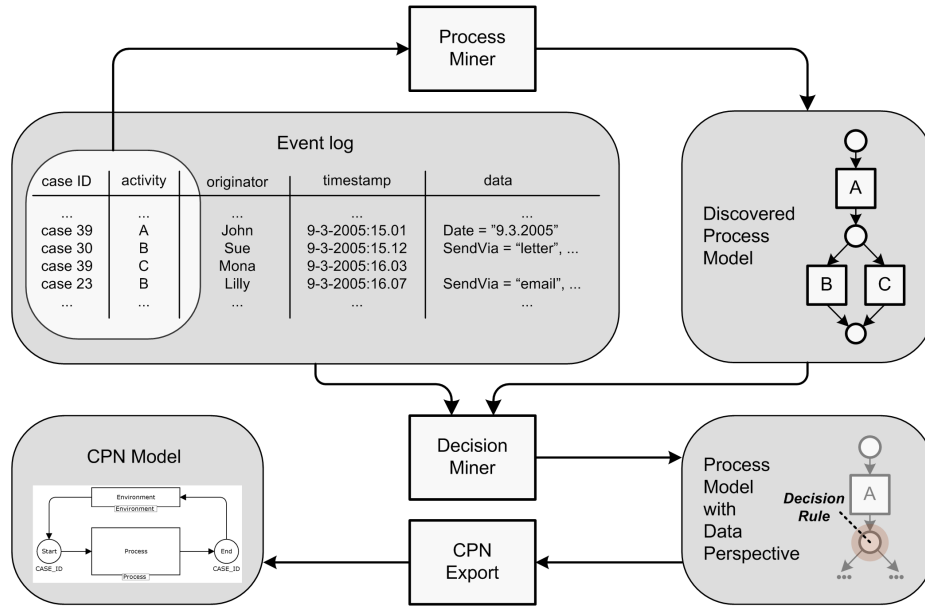 Process
Miner
Event log
case ID activity originator timestamp data
... ... ... ...
case 39 A John 9-3-2005:15.01 Date = ”9.3.2005”
case 30 B Sue 9-3-2005:15.12 SendVia = “letter”, ...
case 39 C Mona 9-3-2005:16.03
case 23 B Lilly 9-3-2005:16.07 SendVia = “email”, ...
... ... ... ... ...
Discovered
Process
Model
A
B C
Decision
Miner
Process
Model
with
Data
Perspective
A
Decision
Rule
... ...
CPN
Export
CPN Model
Environment
Environment
Start
CASE_ID
Process
Process
End
CASE_ID